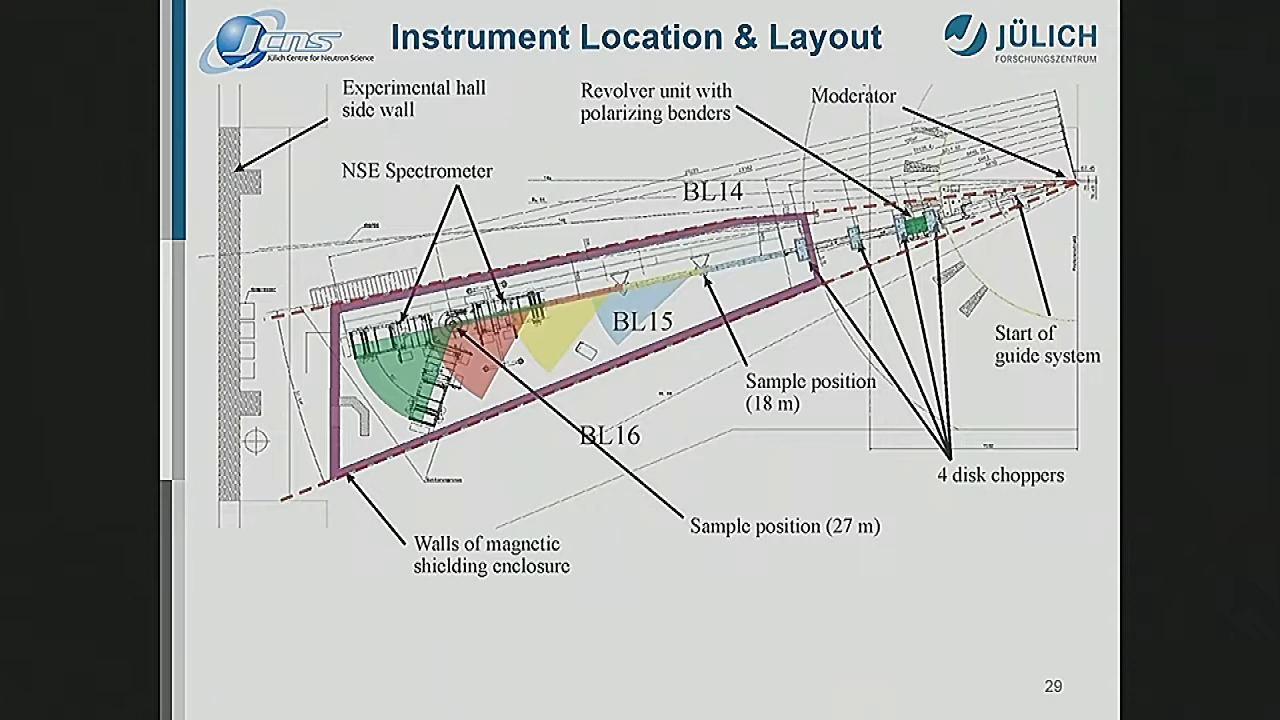 Jcns
Jülich Centre for Neutron Science
Instrument Location & Layout
JÜLICH
FORSCHUNGSZENTRUM
Experimental hall
side wall
Revolver unit with
polarizing benders
Moderator
NSE Spectrometer
BL14
BL15
Start of
guide system
Sample position
(18 m)
BL16
4 disk choppers
Sample position (27 m)
Walls of magnetic
shielding enclosure
29